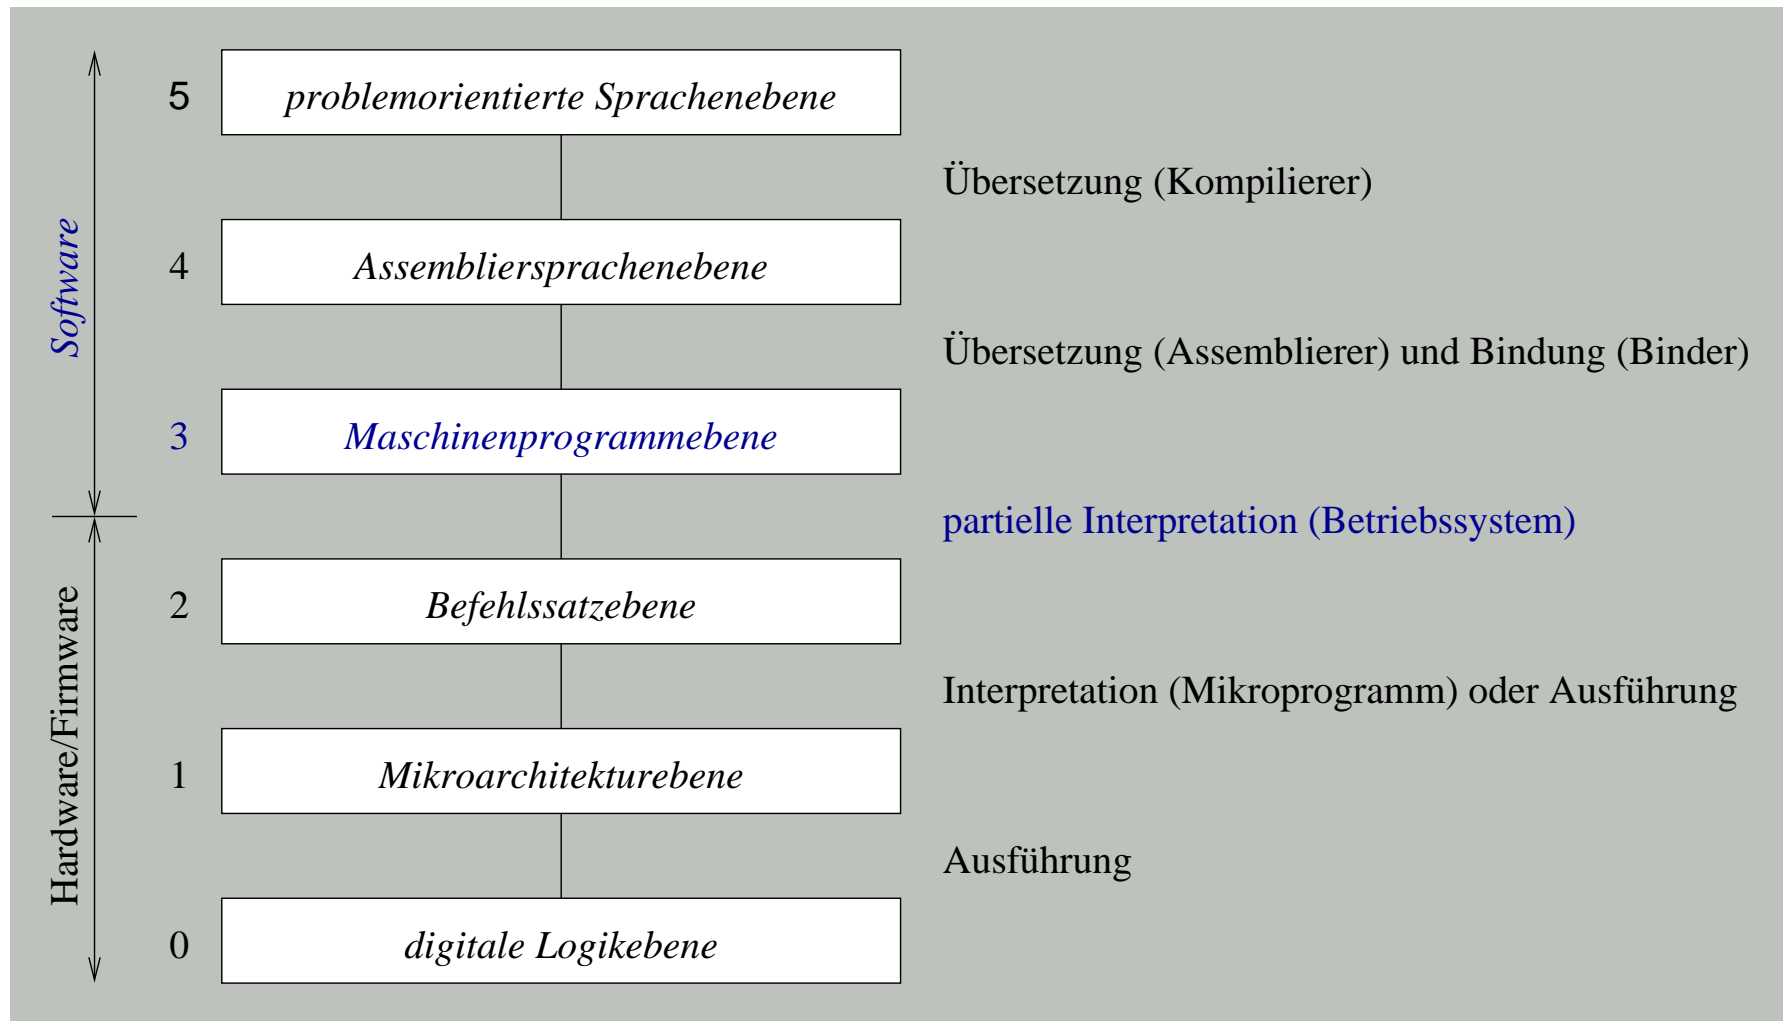 5 problemorientierte Sprachenebene
Übersetzung (Kompilierer)
4 Assembliersprachenebene
Übersetzung (Assemblierer) und Bindung (Binder)
3 Maschinenprogrammebene
partielle Interpretation (Betriebssystem)
2 Befehlssatzebene
Interpretation (Mikroprogramm) oder Ausführung
1 Mikroarchitekturebene
Ausführung
0 digitale Logikebene
Software
Hardware/Firmware